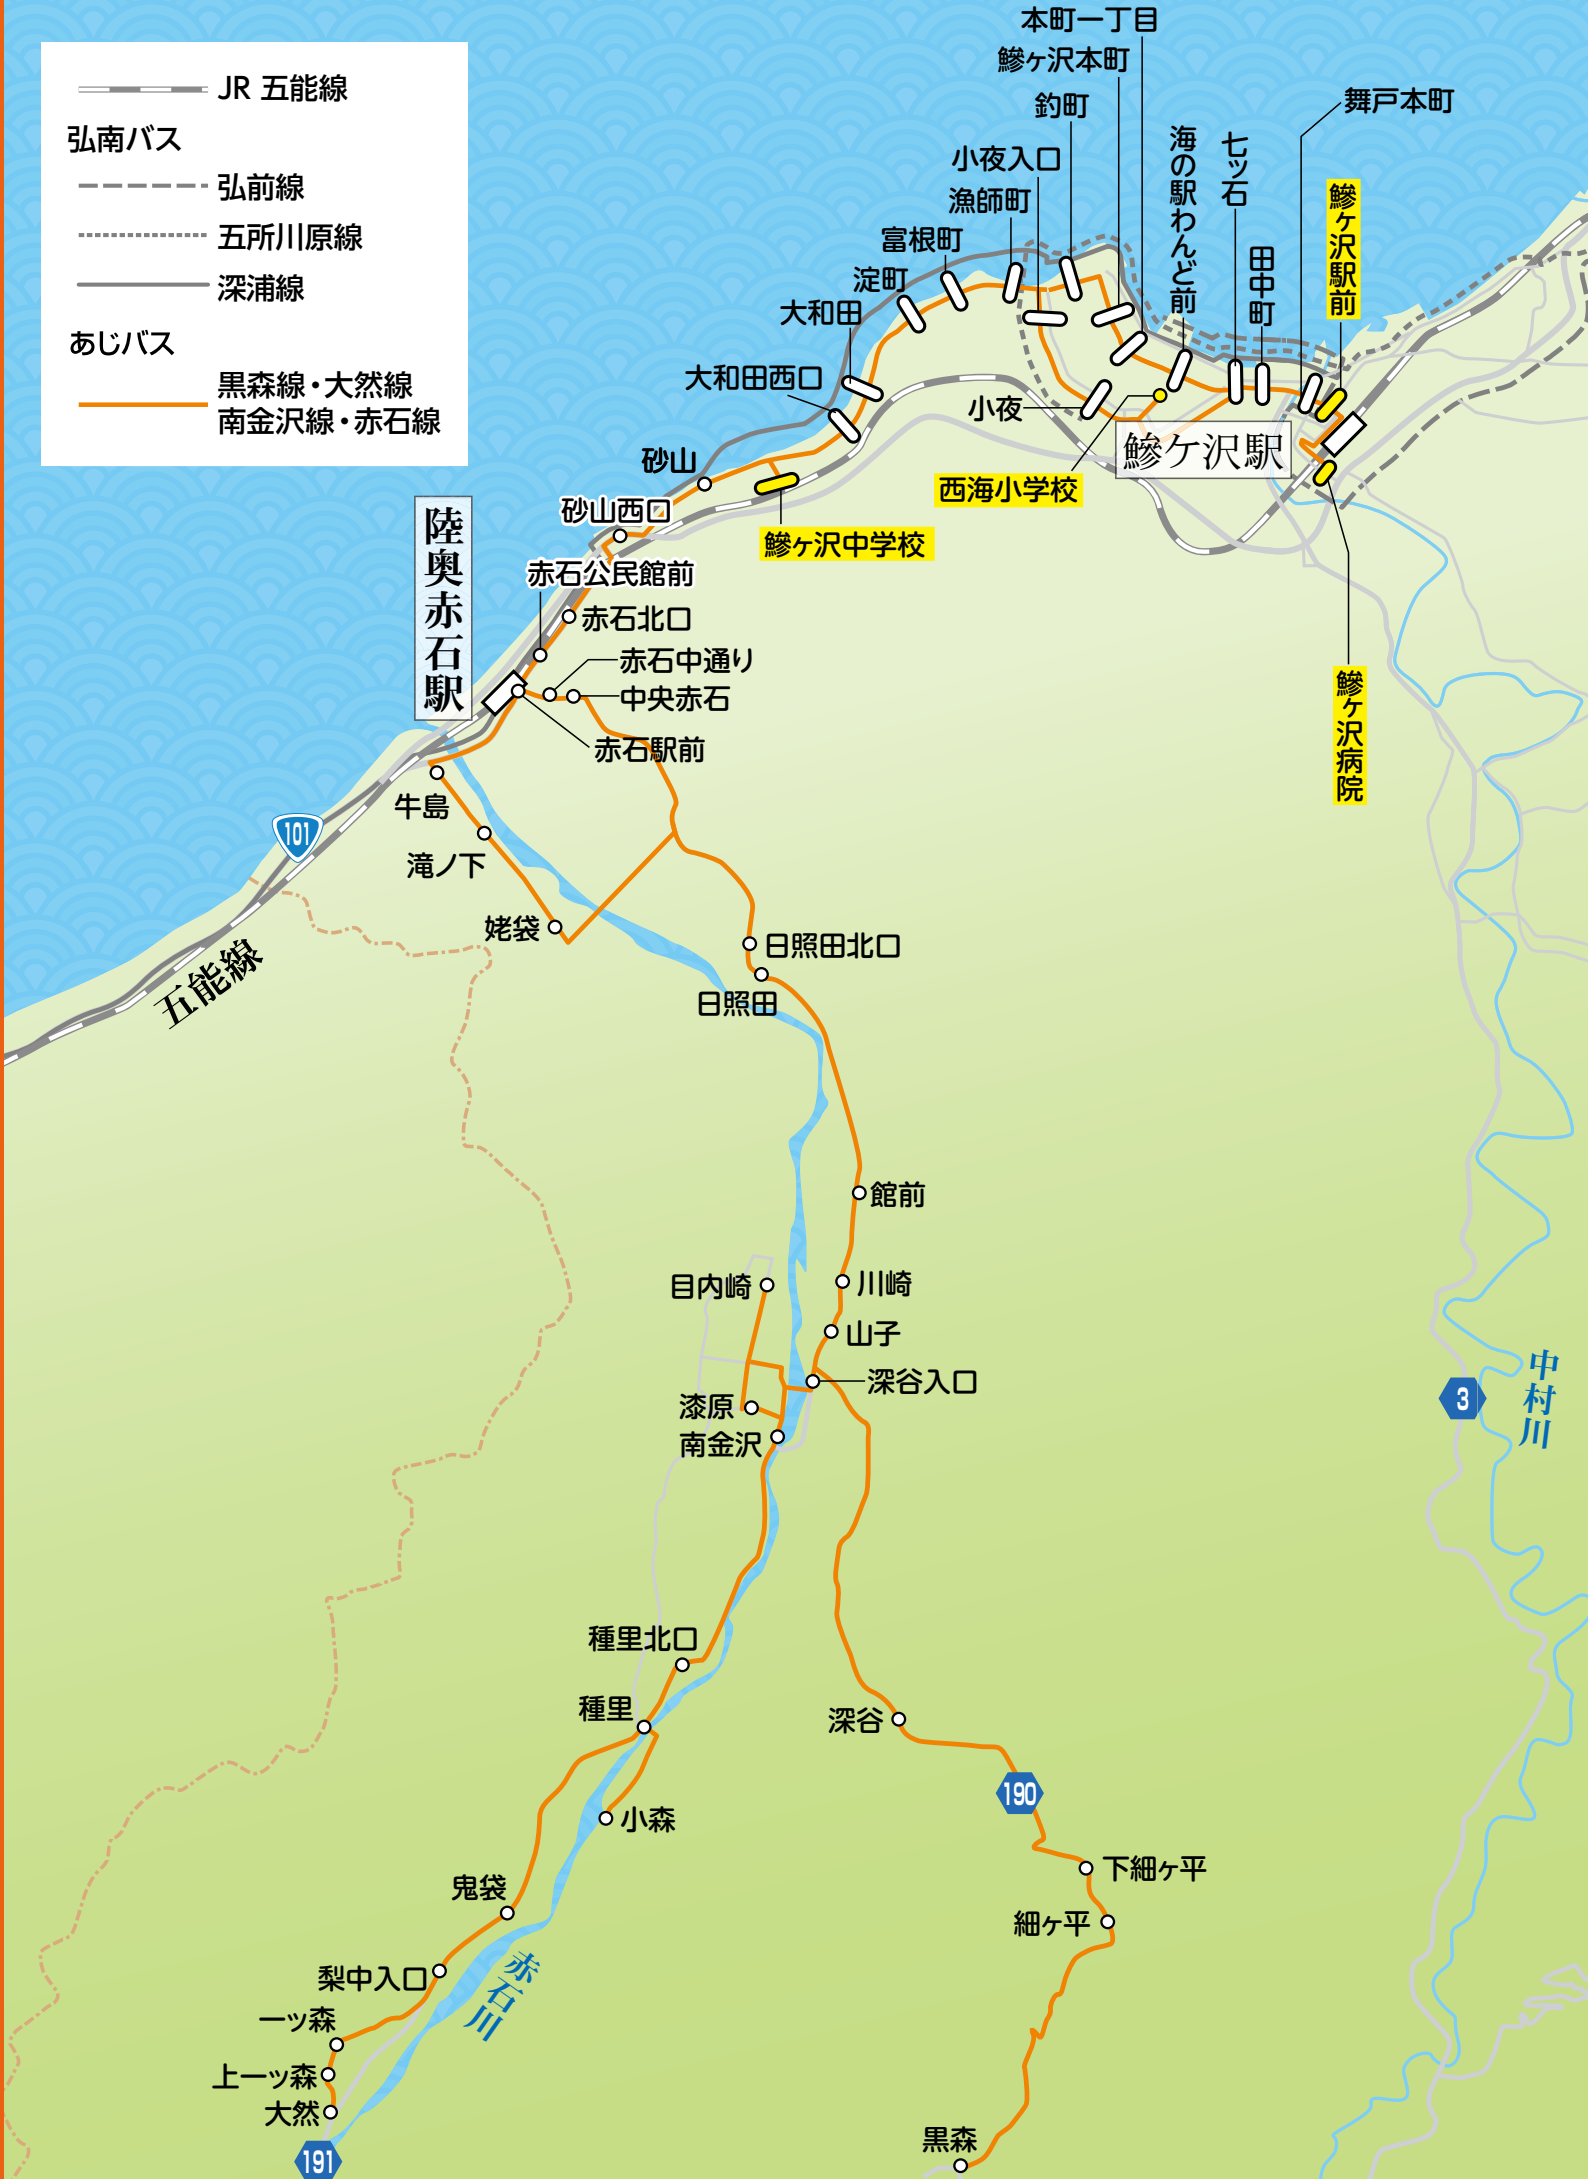 JR 五能線
弘南バス
弘前線
五所川原線
深浦線
あじバス
黒森線・大然線
南金沢線・赤石線
本町一丁目
鰺ヶ沢本町
釣町
小夜入口
漁師町
富根町
淀町
大和田
大和田西口
海の駅わんど前
七ッ石
田中町
舞戸本町
鰺ヶ沢駅前
小夜
鰺ケ沢駅
西海小学校
鰺ヶ沢中学校
鰺ヶ沢病院
砂山
砂山西口
赤石公民館前
赤石北口
赤石中通り
中央赤石
赤石駅前
陸奥赤石駅
牛島
滝ノ下
姥袋
101
五能線
日照田北口
日照田
館前
川崎
目内崎
山子
深谷入口
漆原
南金沢
3
中村川
種里北口
種里
深谷
190
小森
下細ヶ平
細ヶ平
鬼袋
梨中入口
赤石川
一ッ森
上一ッ森
大然
191
黒森